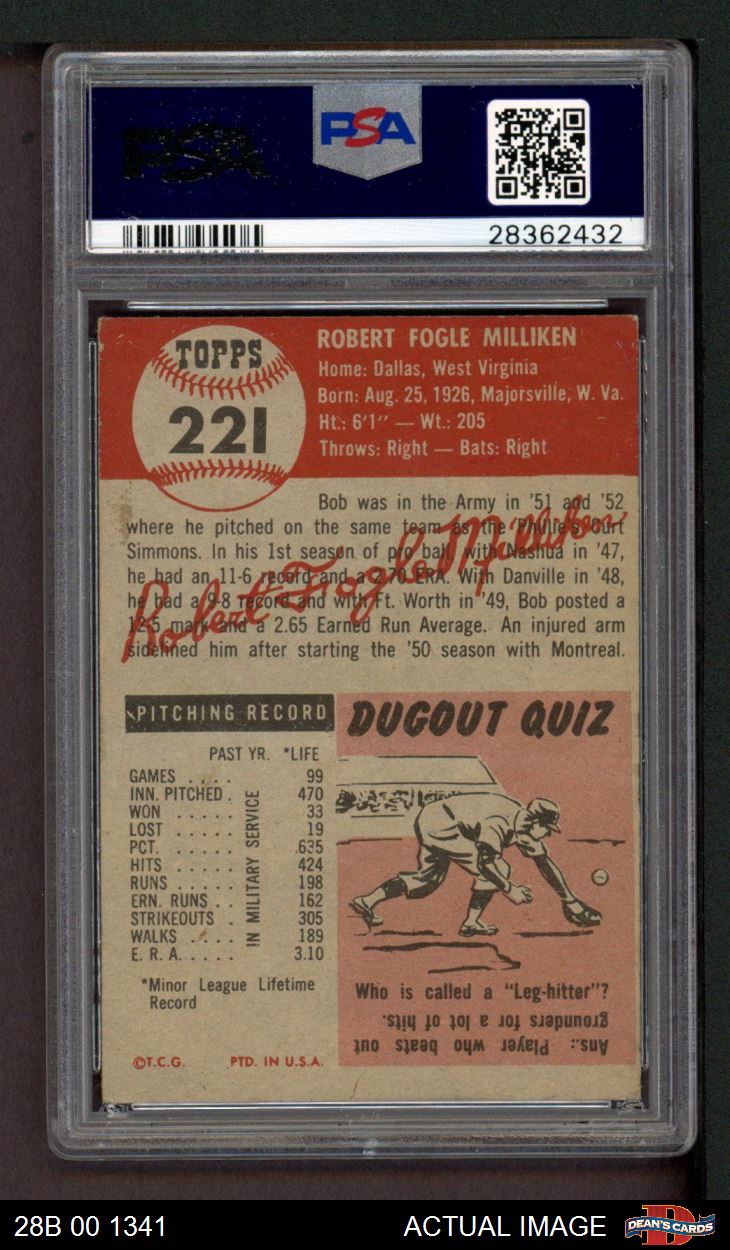 PSA
PSA
28362432
TOPPS
221
ROBERT FOGLE MILLIKEN
Home: Dallas, West Virginia
Born: Aug. 25, 1926, Majorsville, W. Va.
Ht.: 6'1" — Wt.: 205
Throws: Right — Bats: Right
Bob was in the Army in '51 and '52
where he pitched on the same team as the Phillie's Curt
Simmons. In his 1st season of pro ball, with Nashua in '47,
he had an 11-6 record and a 2.70 ERA. With Danville in '48,
he had a 9-8 record and with Ft. Worth in '49, Bob posted a
12-5 mark and a 2.65 Earned Run Average. An injured arm
sidelined him after starting the '50 season with Montreal.
Robert Fogle Milliken
PITCHING RECORD
PAST YR. *LIFE
GAMES . . . . 99
INN. PITCHED . 470
WON . . . . . . 33
LOST . . . . . 19
PCT. . . . . . .635
HITS . . . . . 424
RUNS . . . . . 198
ERN. RUNS . . 162
STRIKEOUTS . 305
WALKS . . . . . 189
E. R. A. . . . . 3.10
IN MILITARY SERVICE
*Minor League Lifetime
Record
©T.C.G. PTD. IN U.S.A.
DUGOUT QUIZ
Who is called a "Leg-hitter"?
Ans.: Player who beats out
grounders for a lot of hits.
28B 00 1341
ACTUAL IMAGE
D
DEAN'S CARDS